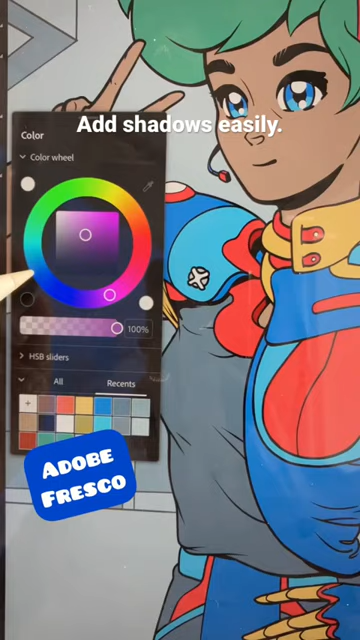 Color
Add shadows easily.
Color wheel
100%
HSB sliders
All
Recents
ADOBE
FRESCO